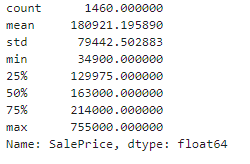 count 1460.000000
mean 180921.195890
std 79442.502883
min 34900.000000
25% 129975.000000
50% 163000.000000
75% 214000.000000
max 755000.000000
Name: SalePrice, dtype: float64